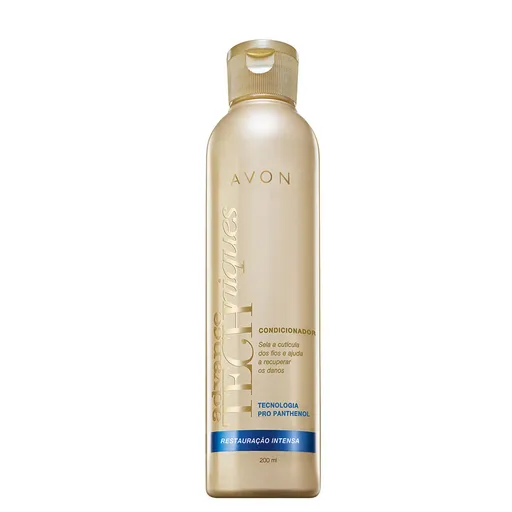 AVON
advance
TECHniques
CONDICIONADOR
Sela a cutícula
dos fios e ajuda
a recuperar
os danos
TECNOLOGIA
PRO PANTHENOL
RESTAURAÇÃO INTENSA
200 ml